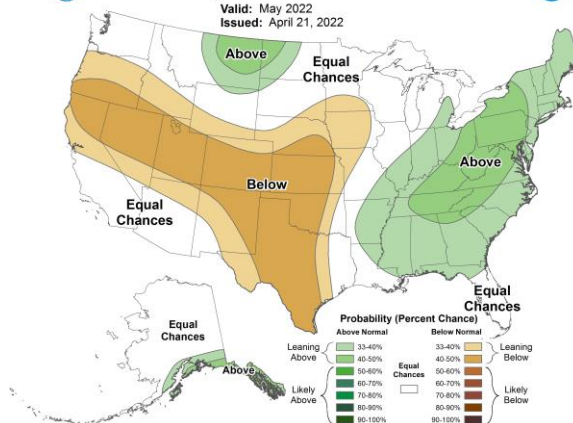 Valid: May 2022
Issued: April 21, 2022
Above
Equal
Chances
Above
Below
Equal
Chances
Equal
Chances
Equal
Chances
Above
Probability (Percent Chance)
Above Normal
Below Normal
Leaning
Above
33-40%
40-50%
Likely
Above
50-60%
60-70%
70-80%
80-90%
90-100%
Equal
Chances
33-40%
40-50%
Leaning
Below
50-60%
60-70%
70-80%
80-90%
90-100%
Likely
Below